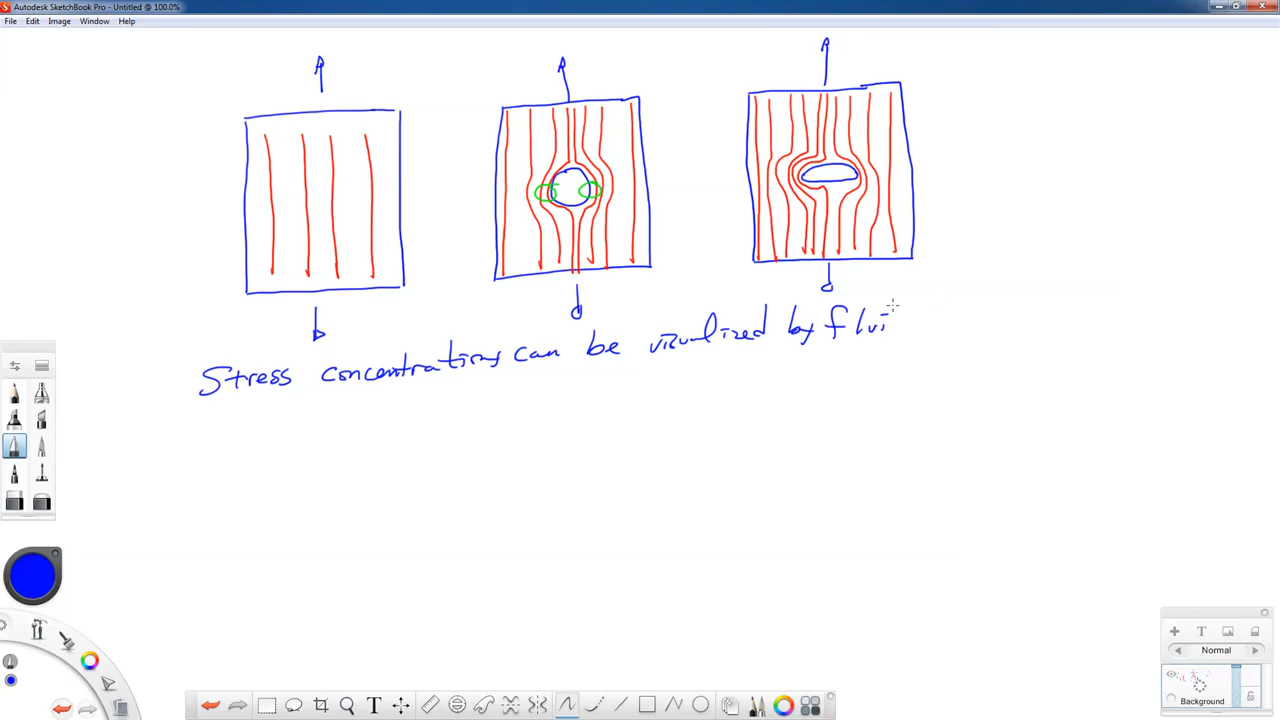 Autodesk SketchBook Pro - Untitled @ 100.0%
File Edit Image Window Help
Stress concentrations can be visualized by flui
Normal
Background